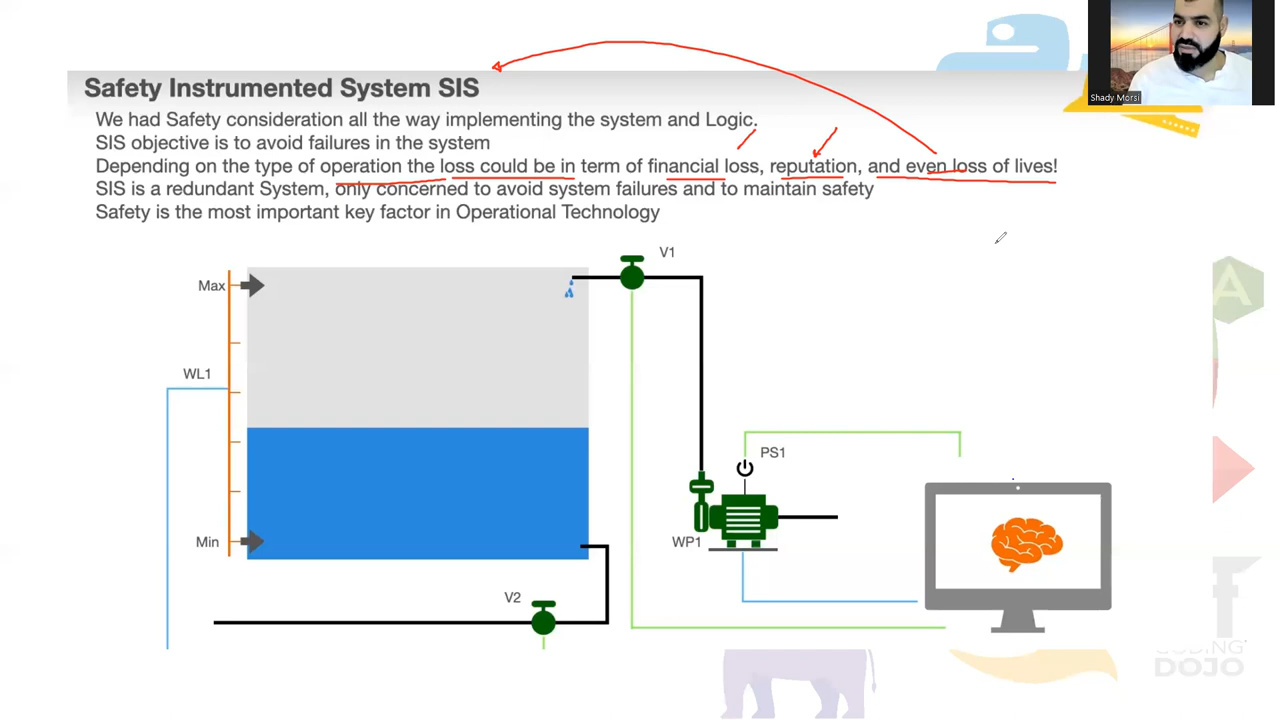 Shady Morsi
Safety Instrumented System SIS
We had Safety consideration all the way implementing the system and Logic.
SIS objective is to avoid failures in the system
Depending on the type of operation the loss could be in term of financial loss, reputation, and even loss of lives!
SIS is a redundant System, only concerned to avoid system failures and to maintain safety
Safety is the most important key factor in Operational Technology
V1
Max
WL1
PS1
Min
WP1
V2
CODING
DOJO